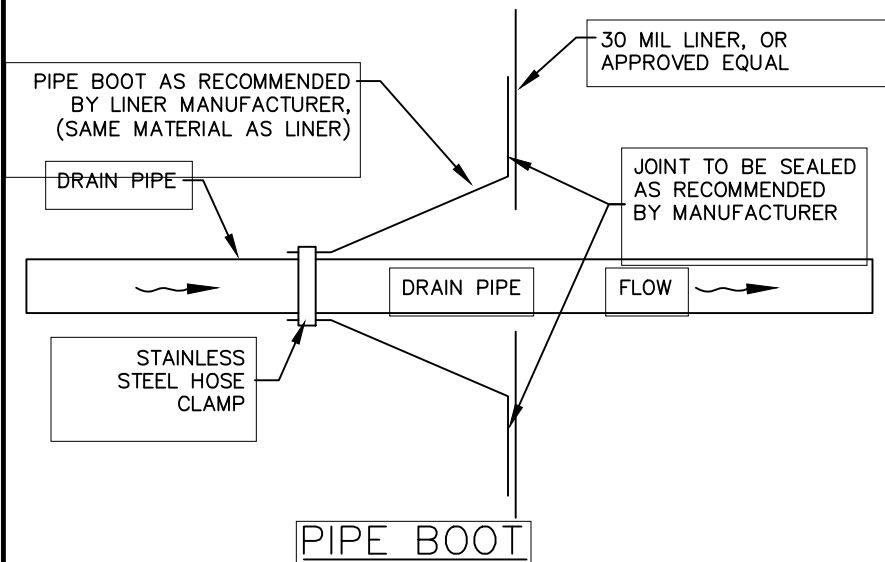 30 MIL LINER, OR
APPROVED EQUAL
PIPE BOOT AS RECOMMENDED
BY LINER MANUFACTURER,
(SAME MATERIAL AS LINER)
JOINT TO BE SEALED
AS RECOMMENDED
BY MANUFACTURER
DRAIN PIPE
DRAIN PIPE
FLOW
STAINLESS
STEEL HOSE
CLAMP
PIPE BOOT